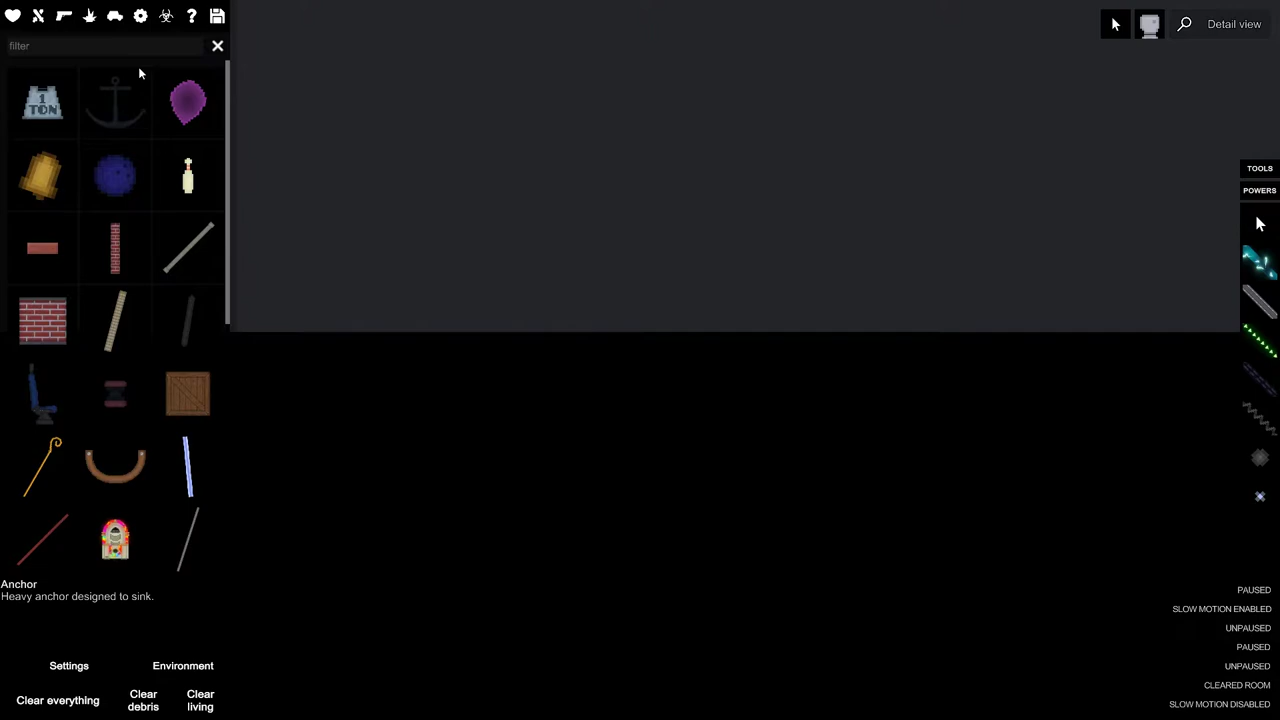 filter
Detail view
1
TON
TOOLS
POWERS
Anchor
Heavy anchor designed to sink.
Settings
Environment
Clear everything
Clear
debris
Clear
living
PAUSED
SLOW MOTION ENABLED
UNPAUSED
PAUSED
UNPAUSED
CLEARED ROOM
SLOW MOTION DISABLED